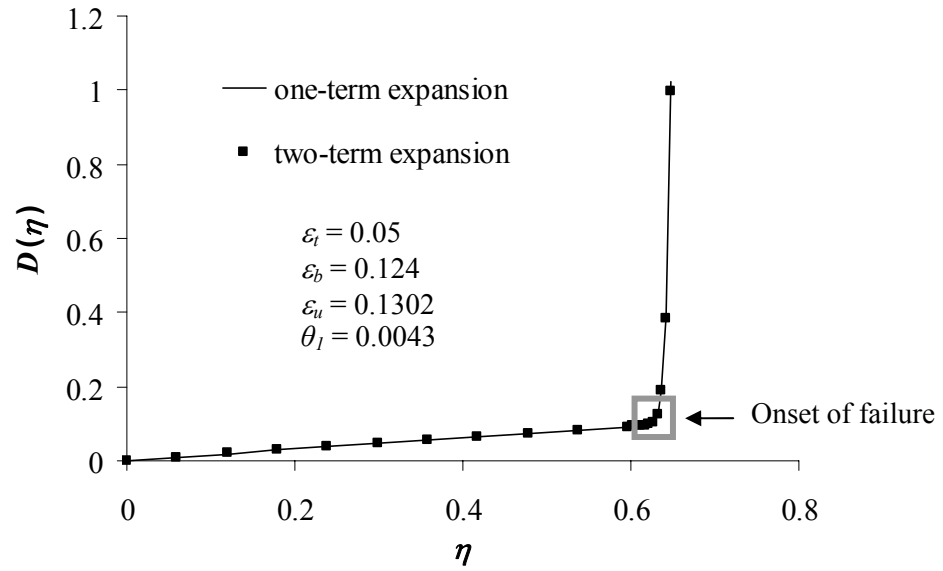 1.2
1
0.8
0.6
0.4
0.2
0
D(η)
one-term expansion
two-term expansion
εt = 0.05
εb = 0.124
εu = 0.1302
θ1 = 0.0043
Onset of failure
0 0.2 0.4 0.6 0.8
η